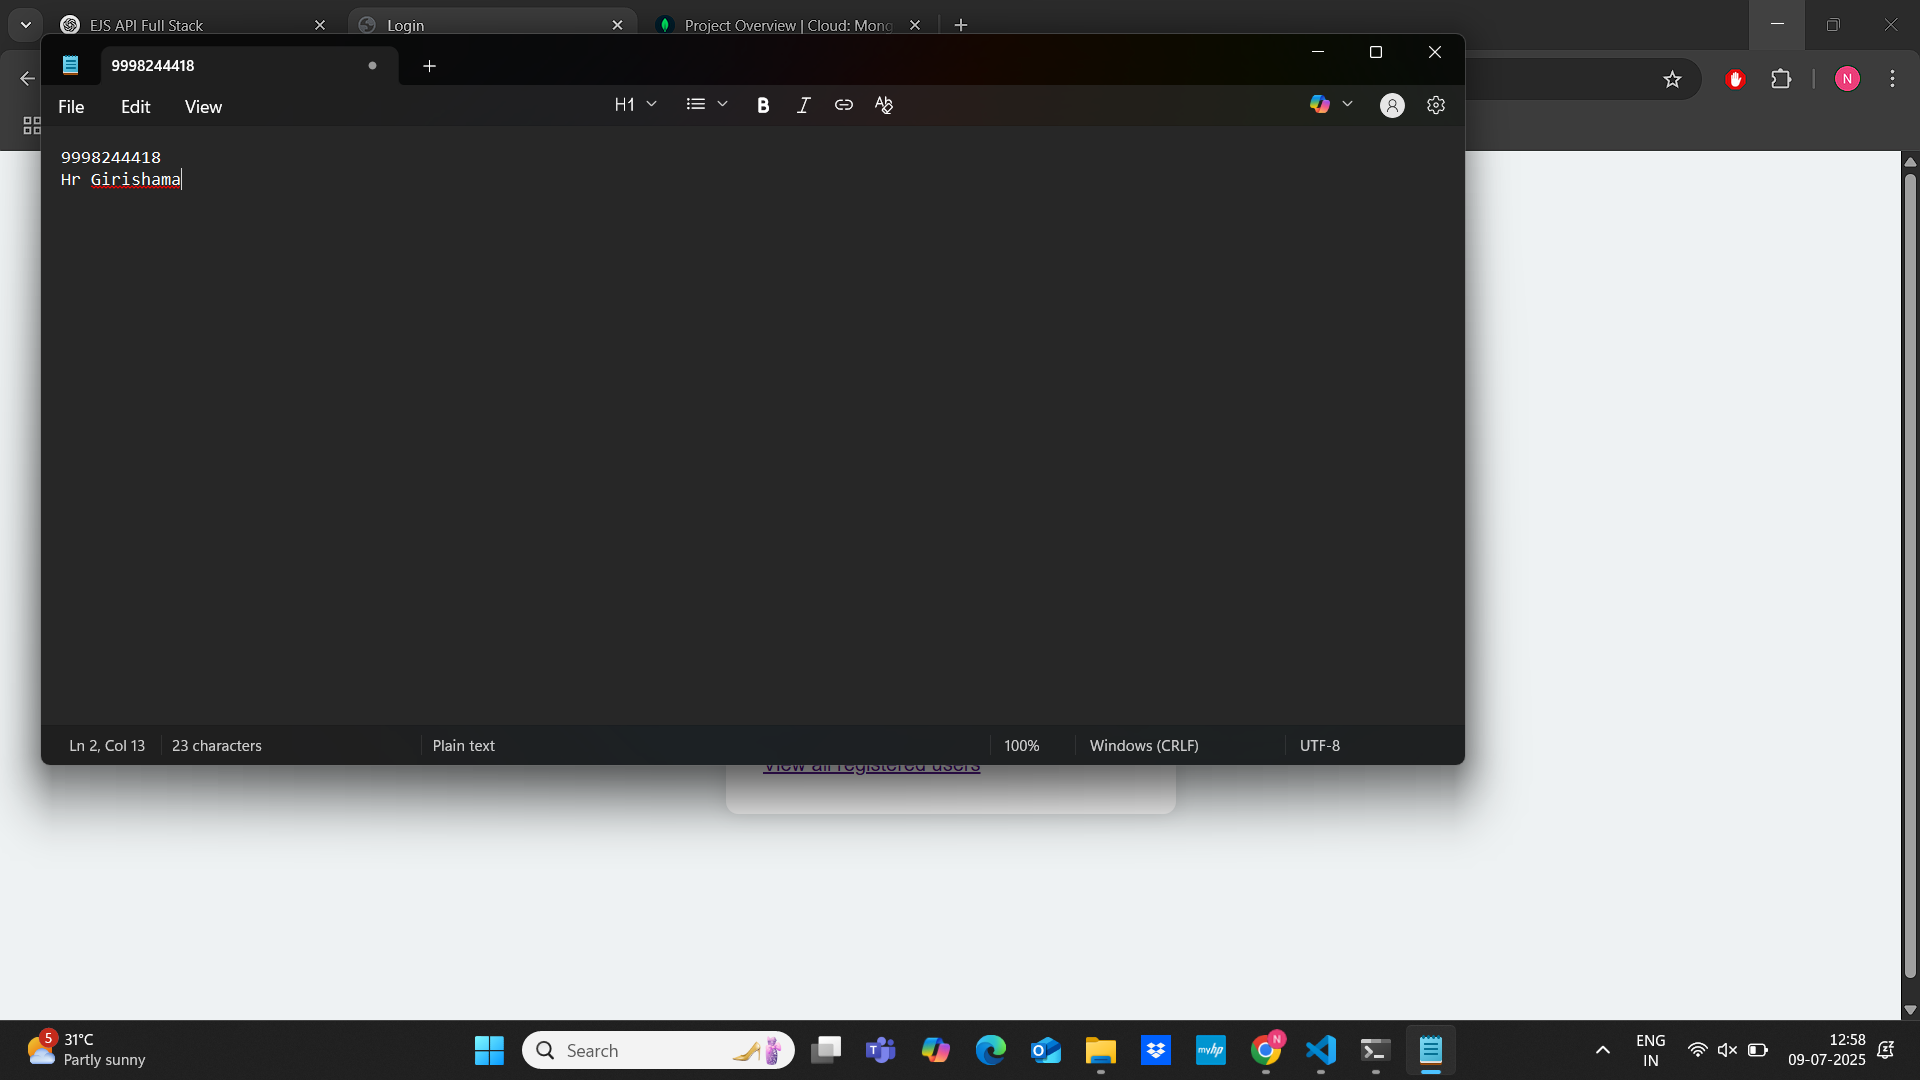 EJS API Full Stack
Login
Project Overview | Cloud: Mong
9998244418
File Edit View
H1
N
9998244418
Hr Girishama
Ln 2, Col 13
23 characters
Plain text
100%
Windows (CRLF)
UTF-8
View all registered users
5
31°C
Partly sunny
Search
myhp
N
ENG
IN
12:58
09-07-2025